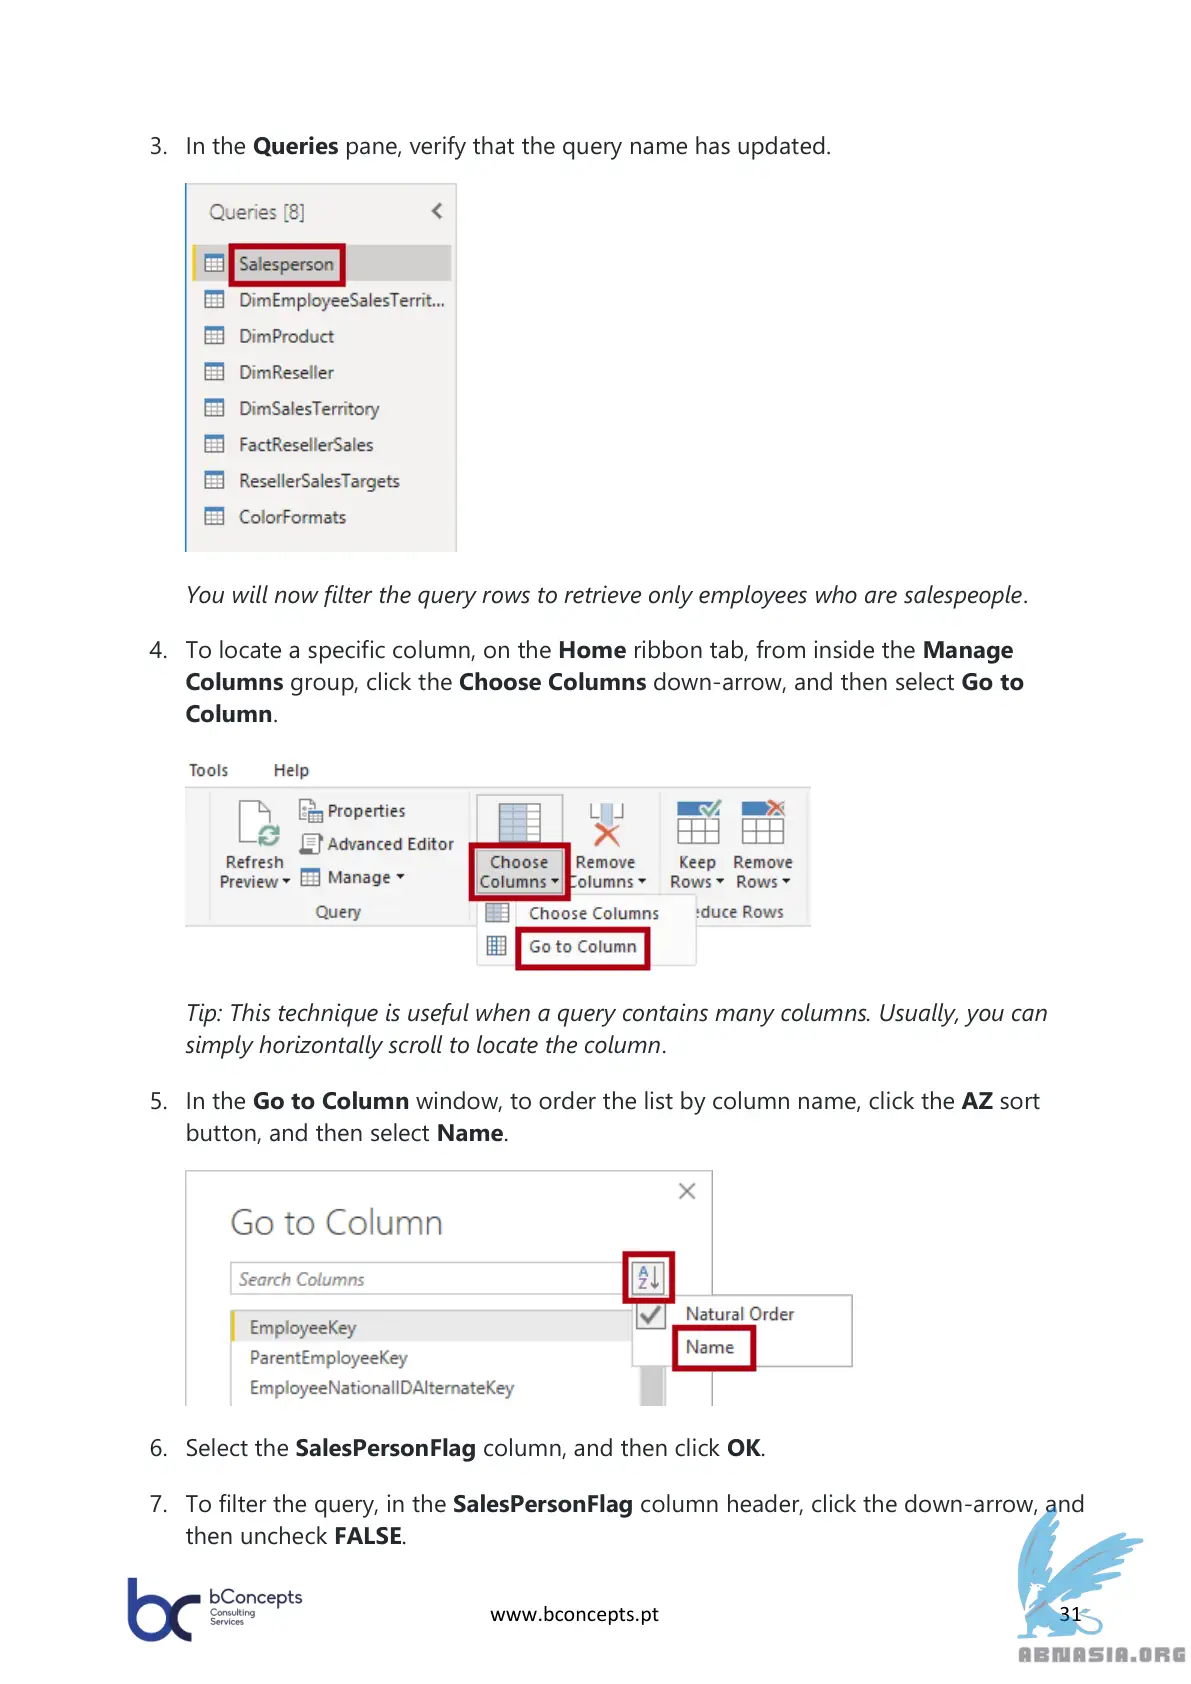 3. In the Queries pane, verify that the query name has updated.
Queries [8]
Salesperson
DimEmployeeSalesTerrit...
DimProduct
DimReseller
DimSalesTerritory
FactResellerSales
ResellerSalesTargets
ColorFormats
You will now filter the query rows to retrieve only employees who are salespeople.
4. To locate a specific column, on the Home ribbon tab, from inside the Manage
Columns group, click the Choose Columns down-arrow, and then select Go to
Column.
Tools Help
Refresh
Preview
Properties
Advanced Editor
Manage
Query
Choose
Columns
Remove
Columns
Keep
Rows
Remove
Rows
educe Rows
Choose Columns
Go to Column
Tip: This technique is useful when a query contains many columns. Usually, you can
simply horizontally scroll to locate the column.
5. In the Go to Column window, to order the list by column name, click the AZ sort
button, and then select Name.
Go to Column
Search Columns
AZ
Natural Order
Name
EmployeeKey
ParentEmployeeKey
EmployeeNationalIDAlternateKey
6. Select the SalesPersonFlag column, and then click OK.
7. To filter the query, in the SalesPersonFlag column header, click the down-arrow, and
then uncheck FALSE.
bc bConcepts
Consulting
Services
www.bconcepts.pt
31
ABNASIA.ORG